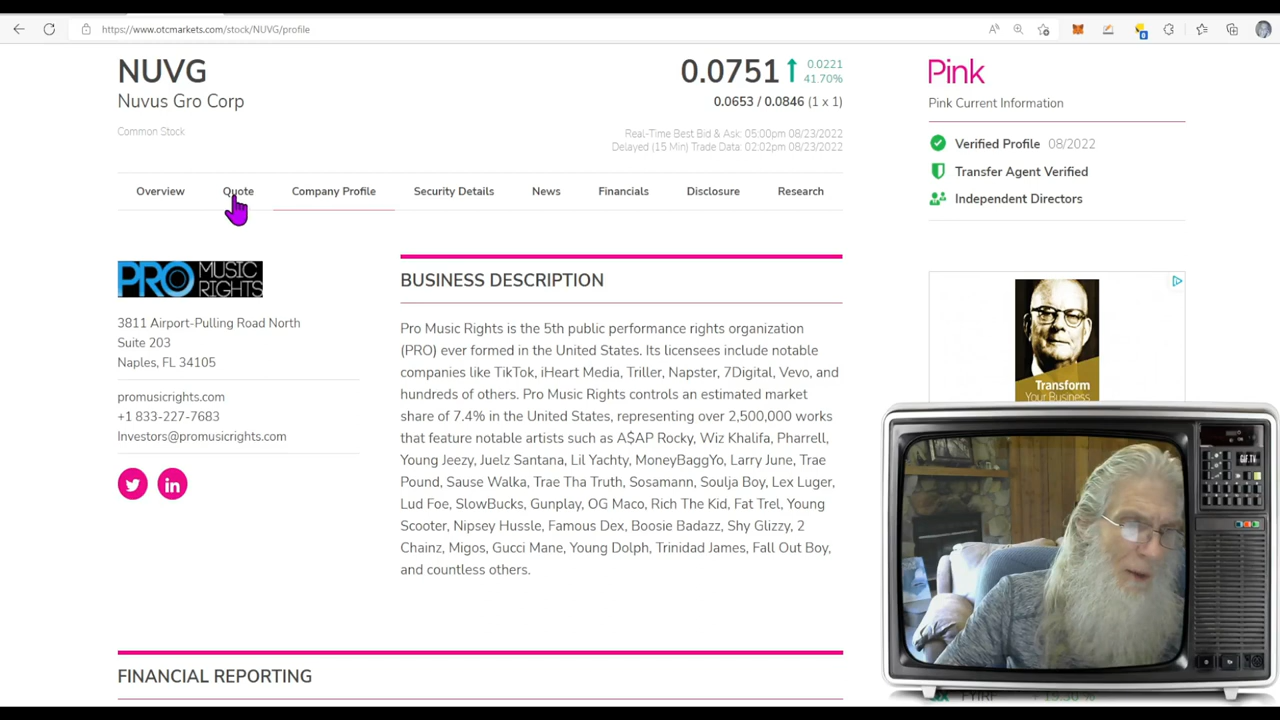 https://www.otcmarkets.com/stock/NUVG/profile
NUVG
0.0751 0.0221
41.70%
Nuvus Gro Corp
0.0653 / 0.0846 (1 x 1)
Common Stock
Real-Time Best Bid & Ask: 05:00pm 08/23/2022
Delayed (15 Min) Trade Data: 02:02pm 08/23/2022
Pink
Pink Current Information
Verified Profile 08/2022
Transfer Agent Verified
Independent Directors
Overview Quote Company Profile Security Details News Financials Disclosure Research
PRO MUSIC RIGHTS
3811 Airport-Pulling Road North
Suite 203
Naples, FL 34105
promusicrights.com
+1 833-227-7683
Investors@promusicrights.com
BUSINESS DESCRIPTION
Pro Music Rights is the 5th public performance rights organization
(PRO) ever formed in the United States. Its licensees include notable
companies like TikTok, iHeart Media, Triller, Napster, 7Digital, Vevo, and
hundreds of others. Pro Music Rights controls an estimated market
share of 7.4% in the United States, representing over 2,500,000 works
that feature notable artists such as A$AP Rocky, Wiz Khalifa, Pharrell,
Young Jeezy, Juelz Santana, Lil Yachty, MoneyBaggYo, Larry June, Trae
Pound, Sause Walka, Trae Tha Truth, Sosamann, Soulja Boy, Lex Luger,
Lud Foe, SlowBucks, Gunplay, OG Maco, Rich The Kid, Fat Trel, Young
Scooter, Nipsey Hussle, Famous Dex, Boosie Badazz, Shy Glizzy, 2
Chainz, Migos, Gucci Mane, Young Dolph, Trinidad James, Fall Out Boy,
and countless others.
Transform
Your Business
GIF.TV
FINANCIAL REPORTING